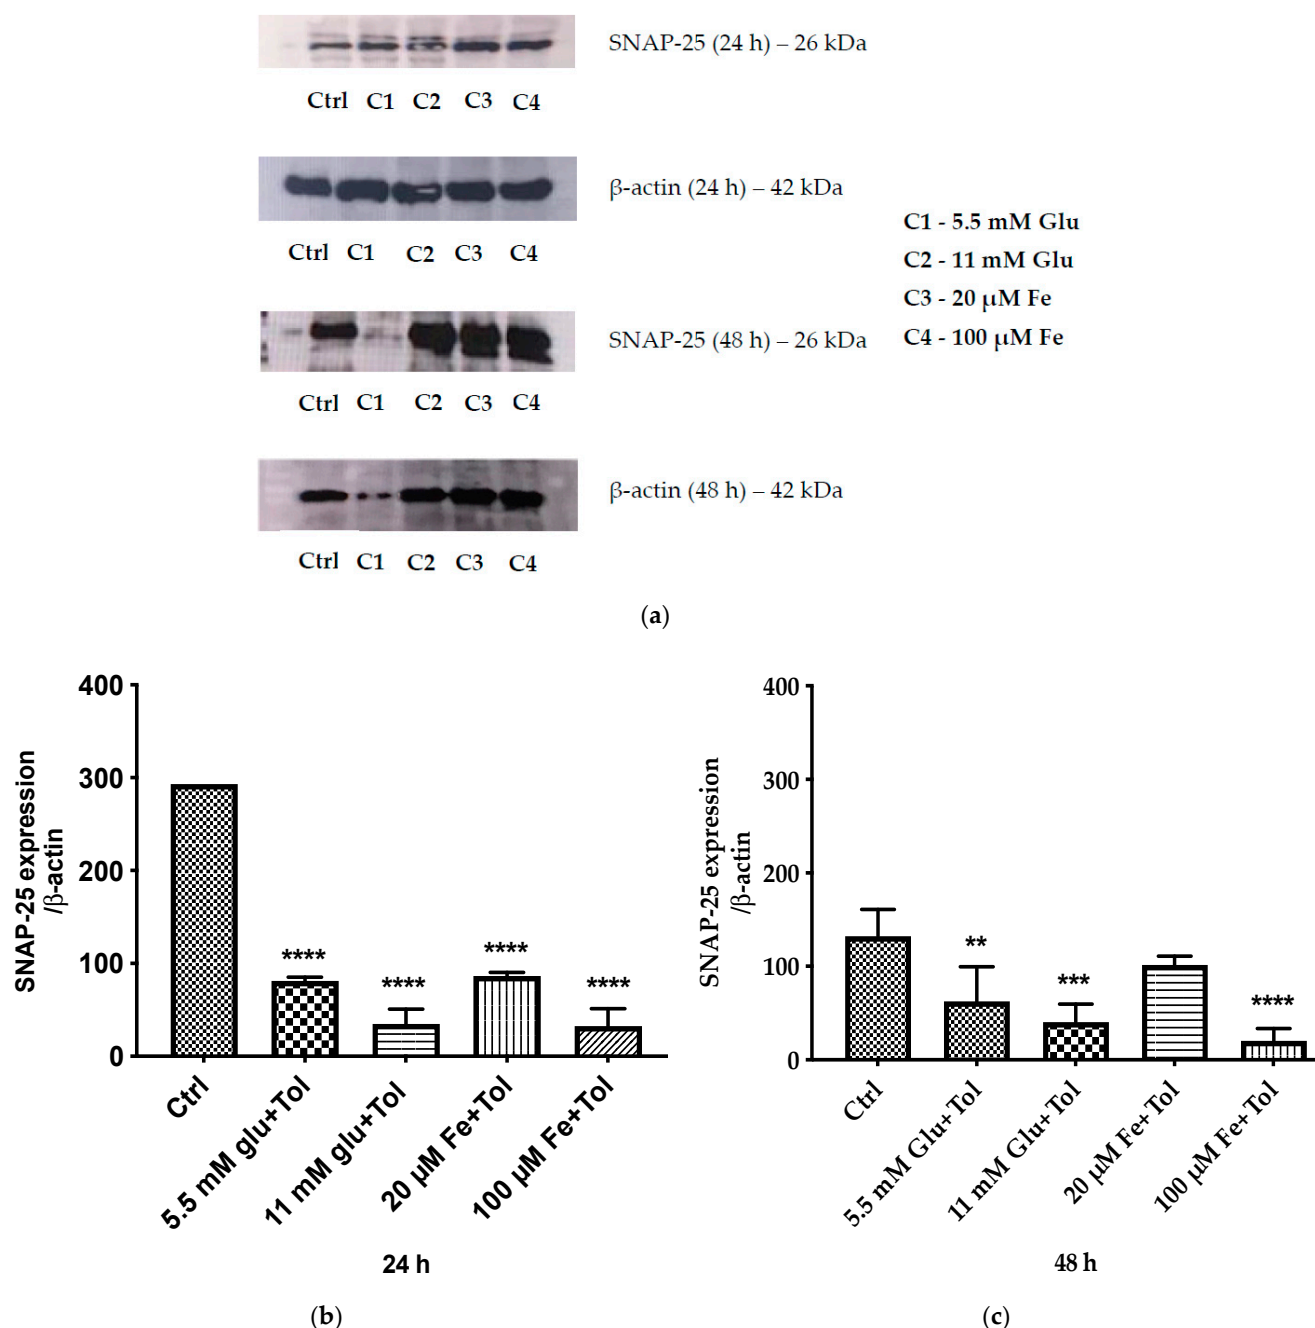 SNAP-25 (24 h) – 26 kDa
Ctrl C1 C2 C3 C4
β-actin (24 h) – 42 kDa
Ctrl C1 C2 C3 C4
C1 - 5.5 mM Glu
C2 - 11 mM Glu
C3 - 20 µM Fe
C4 - 100 µM Fe
SNAP-25 (48 h) – 26 kDa
Ctrl C1 C2 C3 C4
β-actin (48 h) – 42 kDa
Ctrl C1 C2 C3 C4
(a)
SNAP-25 expression
/β-actin
400
300
200
100
0
****
****
****
****
Ctrl
5.5 mM glu+Tol
11 mM glu+Tol
20 µM Fe+Tol
100 µM Fe+Tol
24 h
(b)
SNAP-25 expression
/β-actin
400
300
200
100
0
**
***
****
Ctrl
5.5 mM Glu+Tol
11 mM Glu+Tol
20 µM Fe+Tol
100 µM Fe+Tol
48 h
(c)